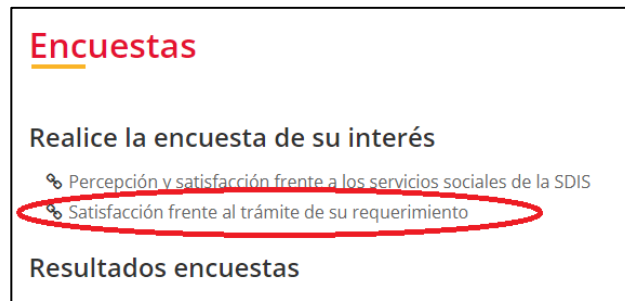 Encuestas
Realice la encuesta de su interés
Percepción y satisfacción frente a los servicios sociales de la SDIS
Satisfacción frente al trámite de su requerimiento
Resultados encuestas